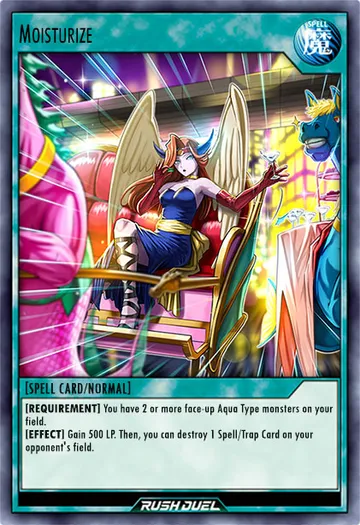 MOISTURIZE
SPELL
魔
[SPELL CARD/NORMAL]
[REQUIREMENT] You have 2 or more face-up Aqua Type monsters on your
field.
[EFFECT] Gain 500 LP. Then, you can destroy 1 Spell/Trap Card on your
opponent's field.
RUSH DUEL